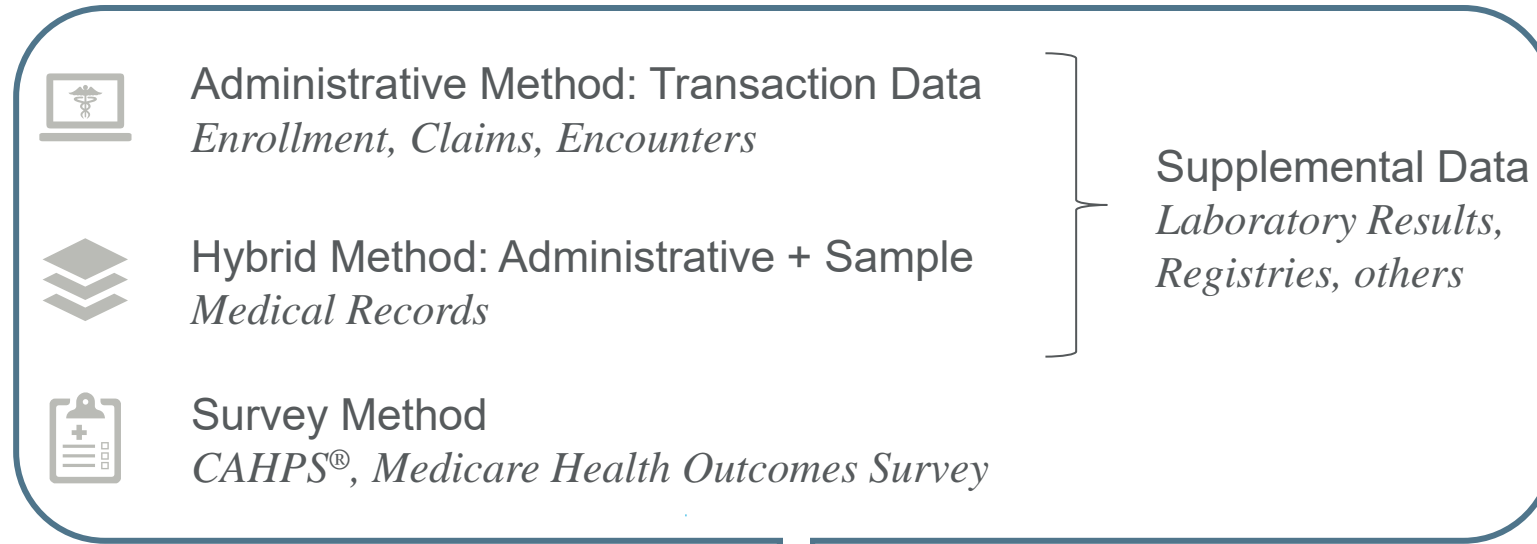 Administrative Method: Transaction Data
Enrollment, Claims, Encounters
Hybrid Method: Administrative + Sample
Medical Records
Survey Method
CAHPS®, Medicare Health Outcomes Survey
Supplemental Data
Laboratory Results,
Registries, others